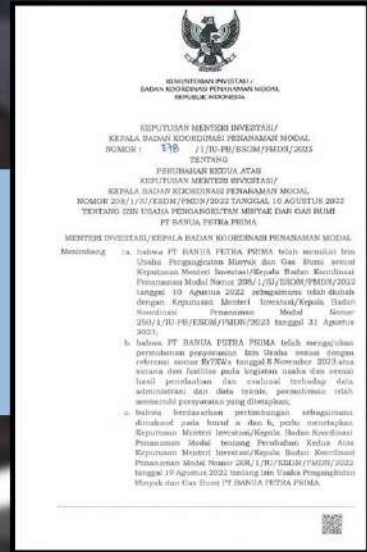 KEMENTERIAN INVESTASI/
BADAN KOORDINASI PENANAMAN MODAL
REPUBLIK INDONESIA
KEPUTUSAN MENTERI INVESTASI/
KEPALA BADAN KOORDINASI PENANAMAN MODAL
NOMOR : 378 /1/IU-PB/ESDM/PMDN/2023
TENTANG
PERUBAHAN KEDUA ATAS
KEPUTUSAN MENTERI INVESTASI/
KEPALA BADAN KOORDINASI PENANAMAN MODAL
NOMOR 208/1/IU/ESDM/PMDN/2022 TANGGAL 10 AGUSTUS 2022
TENTANG IZIN USAHA PENGANGKUTAN MINYAK DAN GAS BUMI
PT BANUA PETRA PRIMA
MENTERI INVESTASI/KEPALA BADAN KOORDINASI PENANAMAN MODAL
Menimbang : a. bahwa PT BANUA PETRA PRIMA telah memiliki Izin
Usaha Pengangkutan Minyak dan Gas Bumi sesuai
Keputusan Menteri Investasi/Kepala Badan Koordinasi
Penanaman Modal Nomor 208/1/IU/ESDM/PMDN/2022
tanggal 10 Agustus 2022 sebagaimana telah diubah
dengan Keputusan Menteri Investasi/Kepala Badan
Koordinasi Penanaman Modal Nomor
250/1/IU-PB/ESDM/PMDN/2023 tanggal 31 Agustus
2023;
b. bahwa PT BANUA PETRA PRIMA telah mengajukan
permohonan penyesuaian Izin Usaha sesuai dengan
referensi nomor tanggal 8 November 2023 atas
sarana dan fasilitas pada kegiatan usaha dan sesuai
hasil penelaahan dan evaluasi terhadap data
administrasi dan data teknis, permohonan telah
memenuhi persyaratan yang ditetapkan;
c. bahwa berdasarkan pertimbangan sebagaimana
dimaksud pada huruf a dan b, perlu menetapkan
Keputusan Menteri Investasi/Kepala Badan Koordinasi
Penanaman Modal tentang Perubahan Kedua Atas
Keputusan Menteri Investasi/Kepala Badan Koordinasi
Penanaman Modal Nomor 208/1/IU/ESDM/PMDN/2022
tanggal 10 Agustus 2022 tentang Izin Usaha Pengangkutan
Minyak dan Gas Bumi PT BANUA PETRA PRIMA.